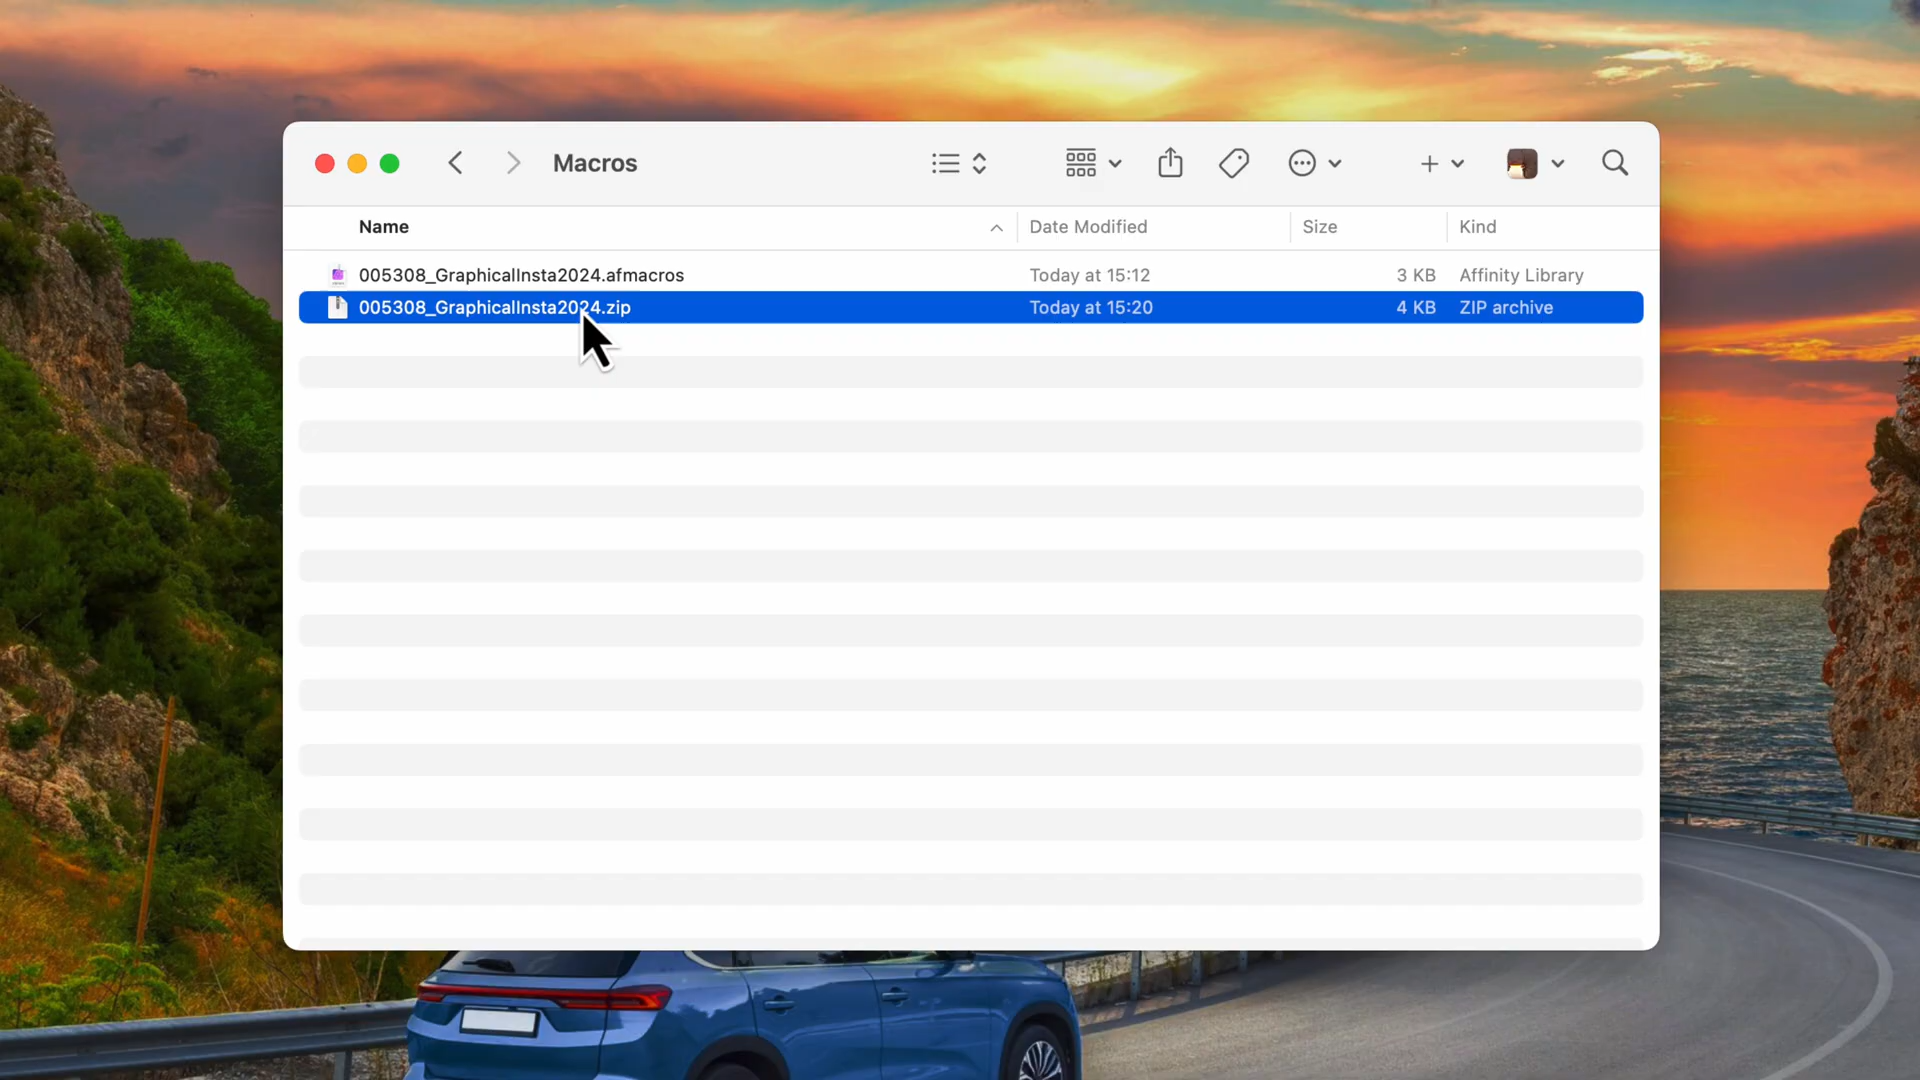 Macros
Name Date Modified Size Kind
005308_GraphicalInsta2024.afmacros Today at 15:12 3 KB Affinity Library
005308_GraphicalInsta2024.zip Today at 15:20 4 KB ZIP archive